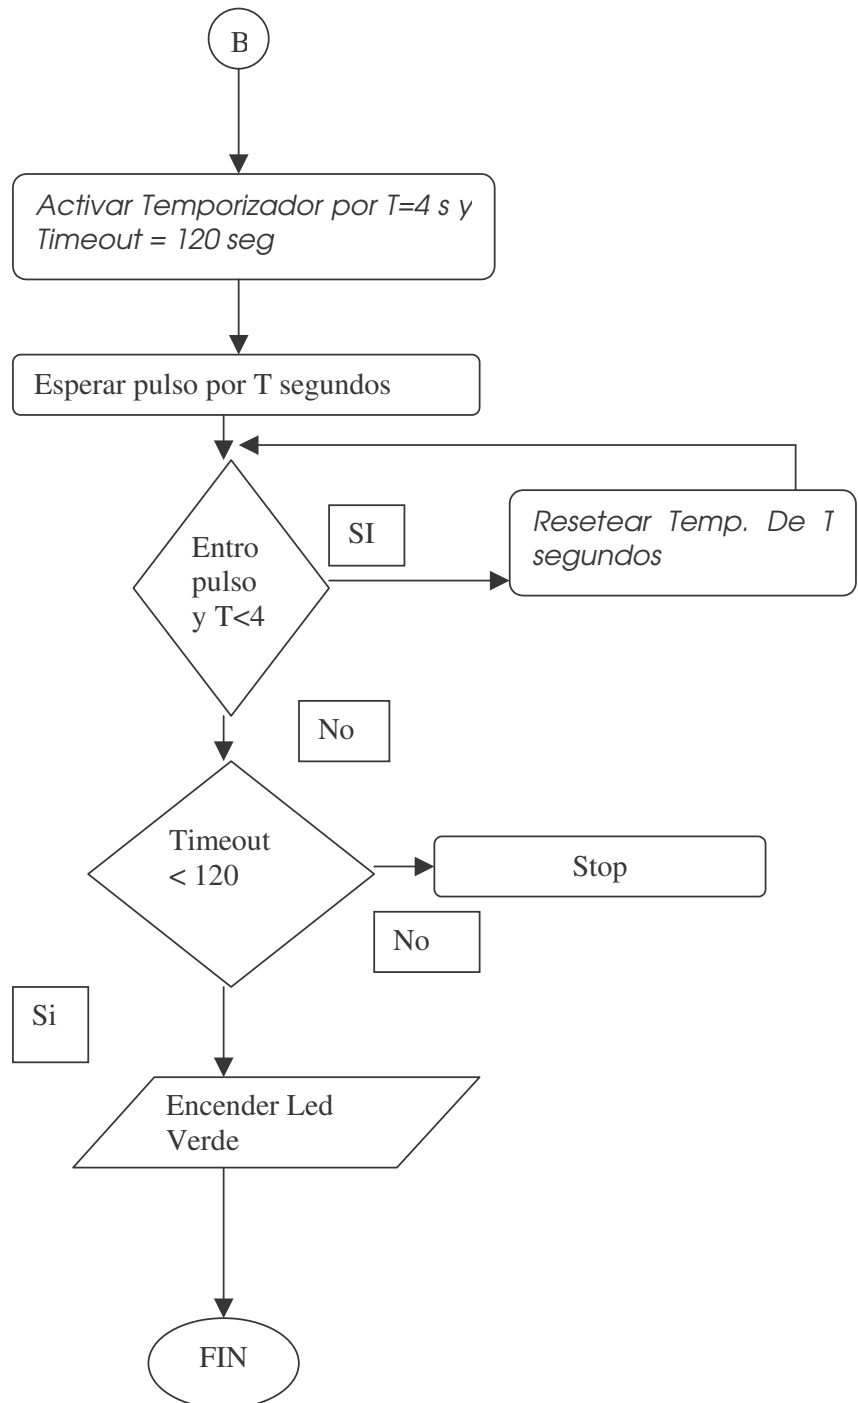 B
Activar Temporizador por T=4 s y
Timeout = 120 seg
Esperar pulso por T segundos
SI
Resetear Temp. De T
segundos
Entro
pulso
y T<4
No
Timeout
< 120
Stop
No
Si
Encender Led
Verde
FIN